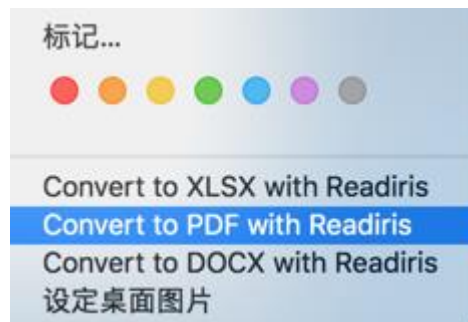 标记...
Convert to XLSX with Readiris
Convert to PDF with Readiris
Convert to DOCX with Readiris
设定桌面图片